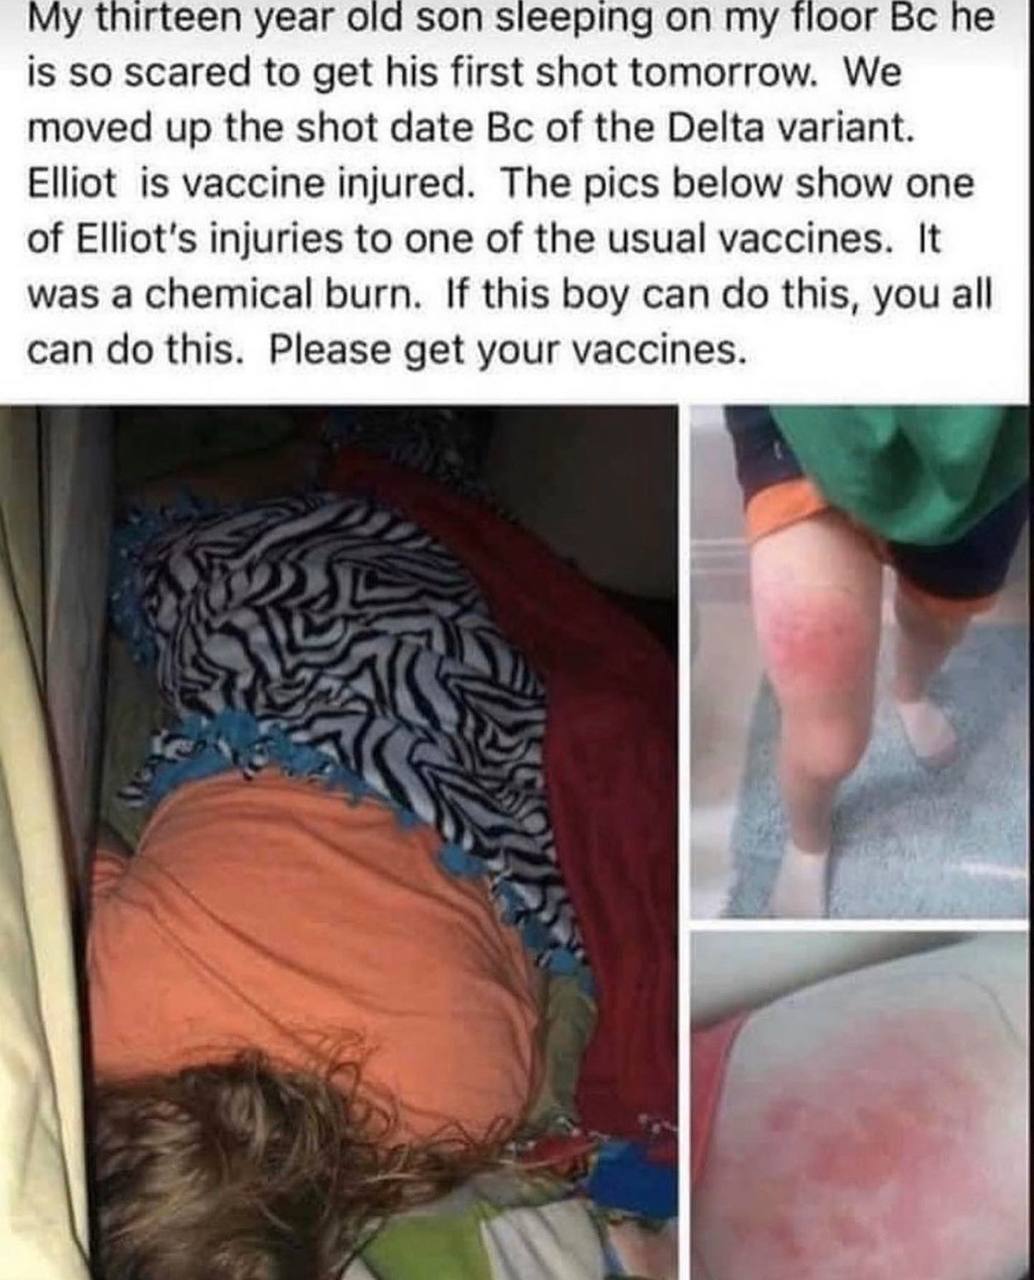 My thirteen year old son sleeping on my floor Bc he
is so scared to get his first shot tomorrow.  We
moved up the shot date Bc of the Delta variant.
Elliot  is vaccine injured.  The pics below show one
of Elliot's injuries to one of the usual vaccines.  It
was a chemical burn.  If this boy can do this, you all
can do this.  Please get your vaccines.